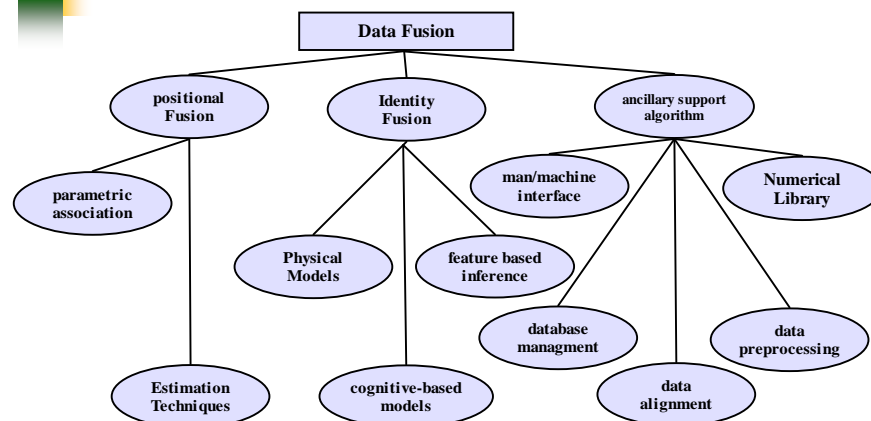 Data Fusion
positional
Fusion
Identity
Fusion
ancillary support
algorithm
parametric
association
man/machine
interface
Numerical
Library
Physical
Models
feature based
inference
database
managment
data
preprocessing
Estimation
Techniques
cognitive-based
models
data
alignment